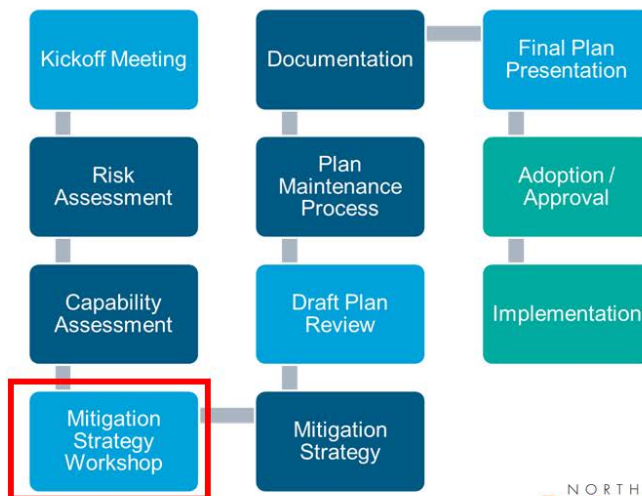 Kickoff Meeting
Risk
Assessment
Capability
Assessment
Mitigation
Strategy
Workshop
Mitigation
Strategy
Draft Plan
Review
Plan
Maintenance
Process
Documentation
Final Plan
Presentation
Adoption /
Approval
Implementation
NORTH